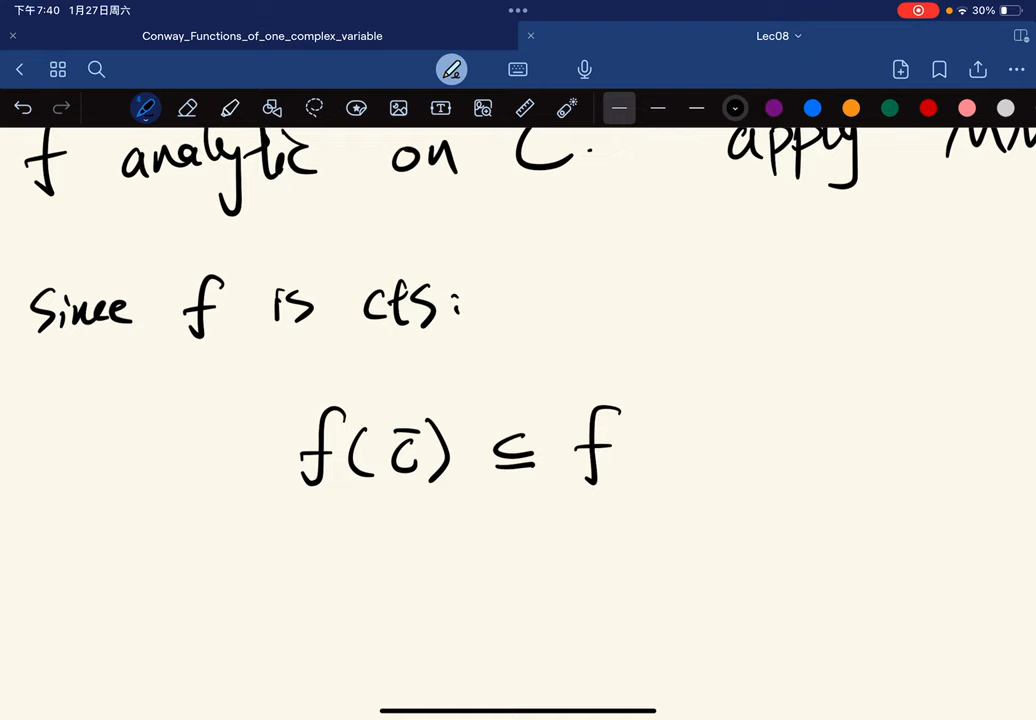 下午7:40 1月27日周六
30%
Conway_Functions_of_one_complex_variable
Lec08
f analytic on C. apply
since f is cts:
f(c̄) ⊆ f